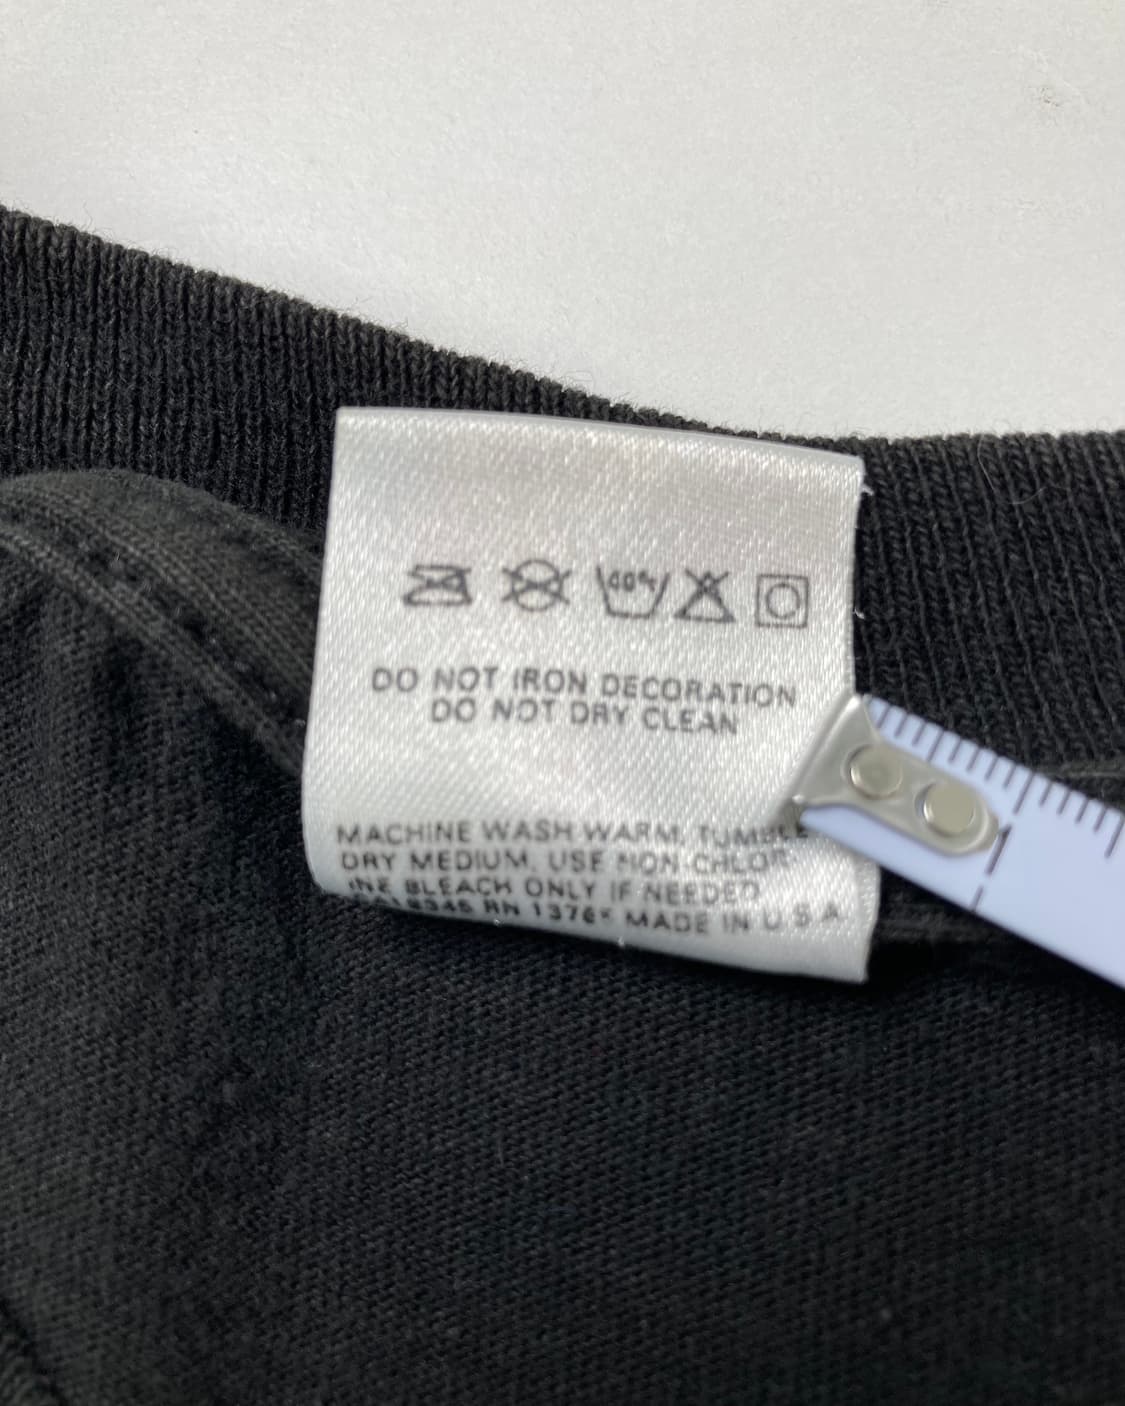 40°
DO NOT IRON DECORATION
DO NOT DRY CLEAN
MACHINE WASH WARM, TUMBLE
DRY MEDIUM, USE NON-CHLOR
INE BLEACH ONLY IF NEEDED
RN MADE IN U.S.A